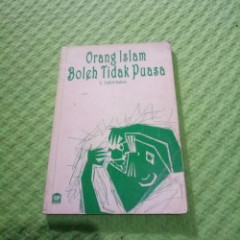 Orang Islam
Boleh Tidak Puasa